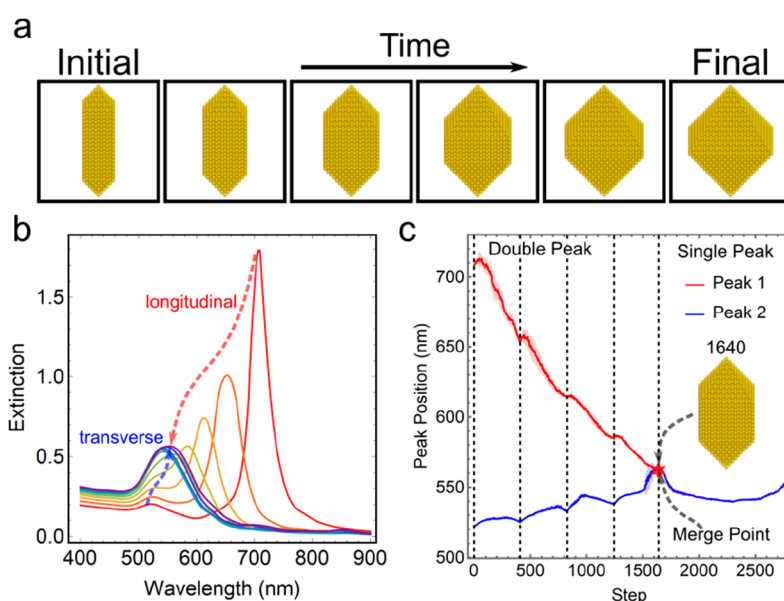 a
Initial
Time
Final
b
longitudinal
transverse
Extinction
0.0
0.5
1.0
1.5
400 500 600 700 800 900
Wavelength (nm)
c
Double Peak
Single Peak
Peak 1
Peak 2
1640
Merge Point
Peak Position (nm)
700
650
600
550
500
0 500 1000 1500 2000 2500
Step